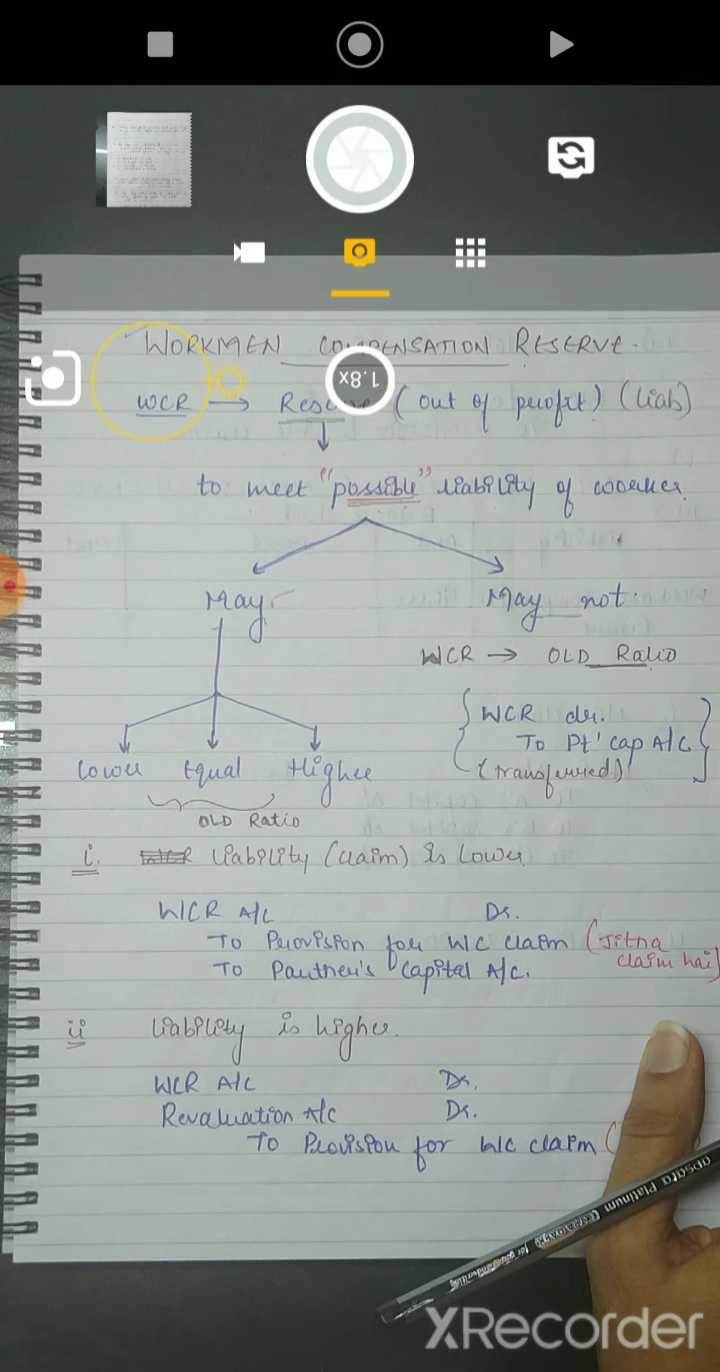 WORKMEN COMPENSATION RESERVE.
1.8x
WCR → Rese (out of profit) (liab)
to meet "possible" liability of worker.
May
May not.
WCR → OLD Ratio
WCR dr.
To Pt' cap A/C
(transferred)
Lower Equal Higher
OLD Ratio
i. liability (claim) is lower.
WCR A/c Dr.
To Provision for WC claim (Jitna claim hai)
To Partner's Capital A/c.
ii liability is higher.
WCR A/c Dr.
Revaluation A/c Dr.
To Provision for WC claim (
apsara Platinum
XRecorder